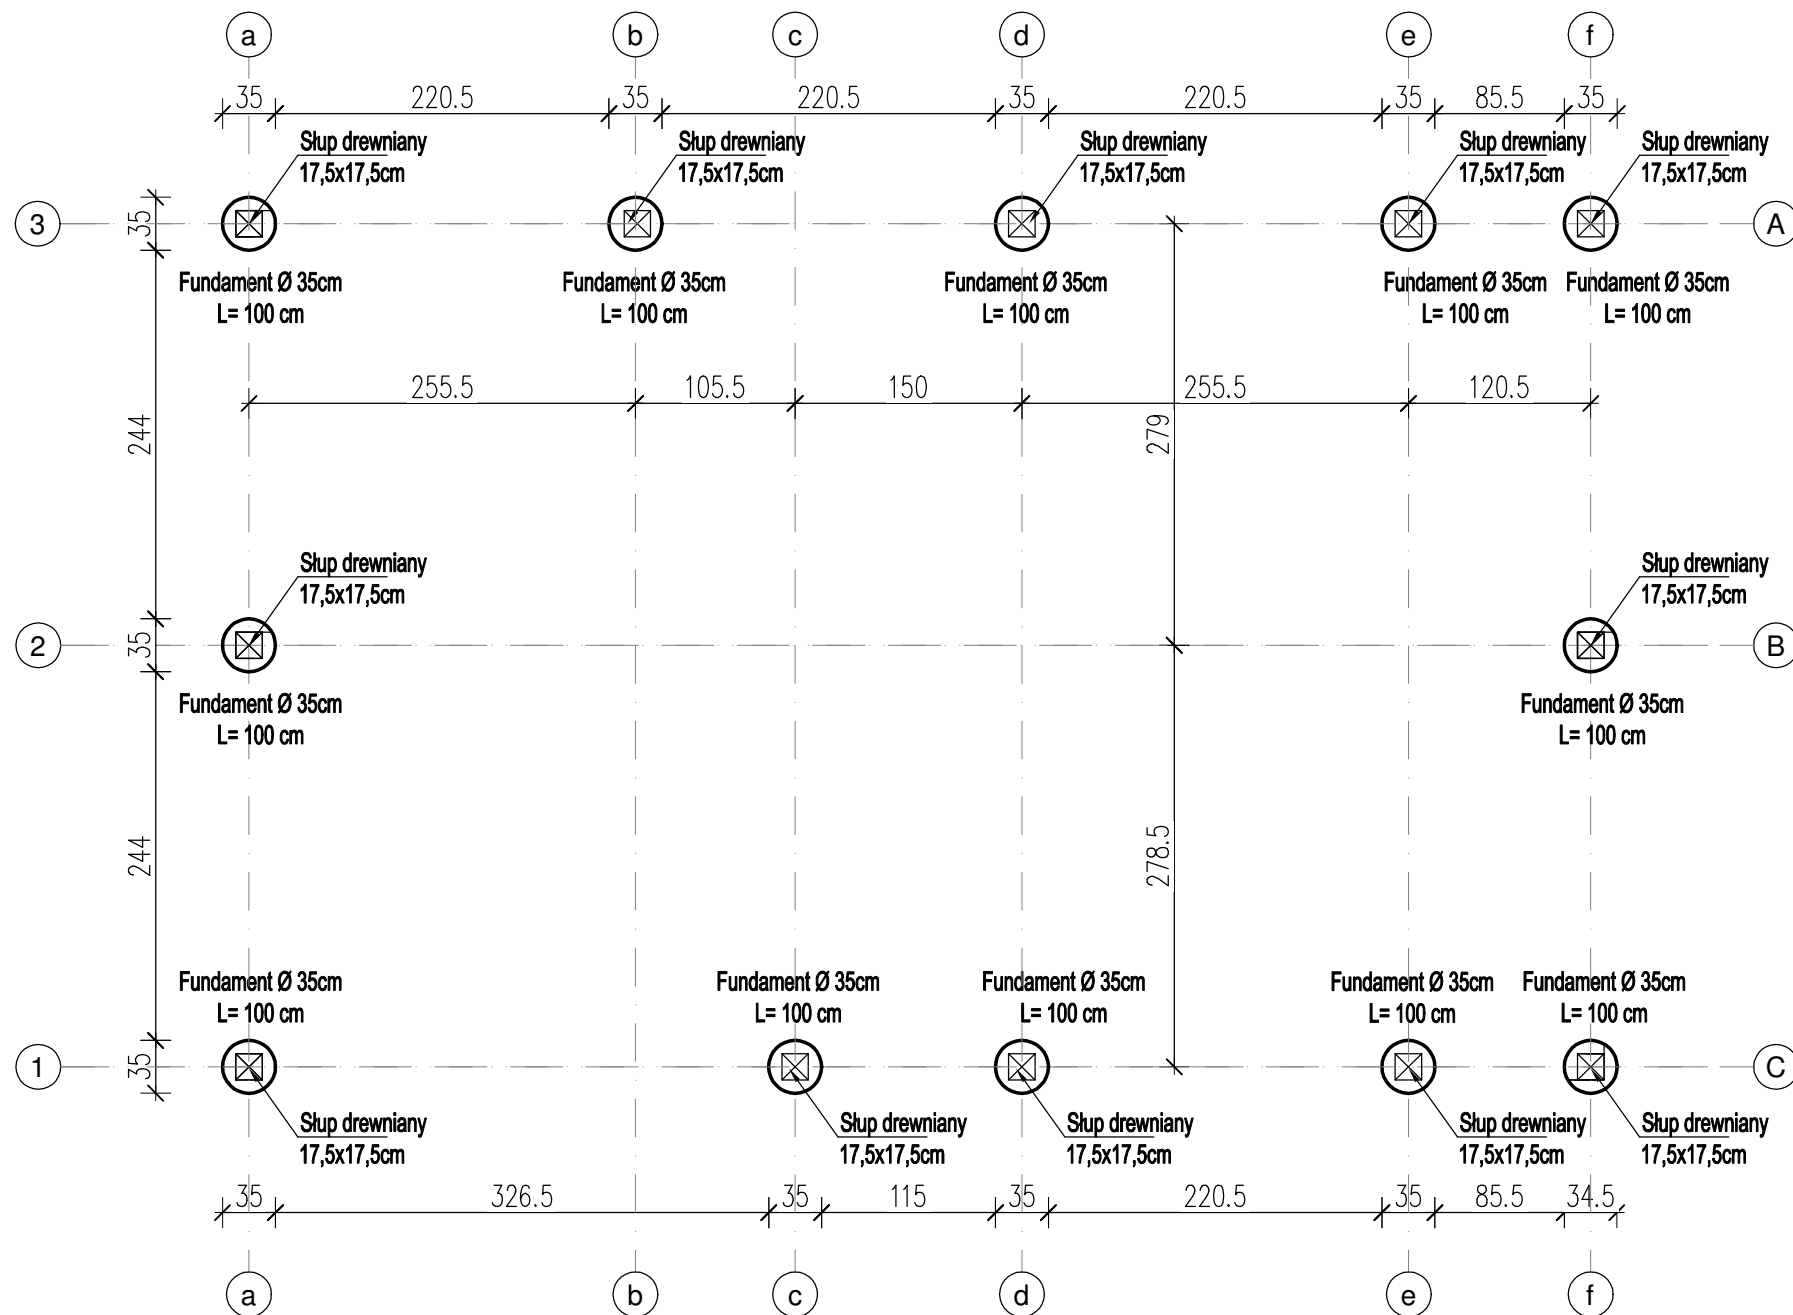 a b c d e f
35 220.5 35 220.5 35 220.5 35 85.5 35
Słup drewniany
17,5x17,5cm
Słup drewniany
17,5x17,5cm
Słup drewniany
17,5x17,5cm
Słup drewniany
17,5x17,5cm
Słup drewniany
17,5x17,5cm
3
35
A
Fundament Ø 35cm
L= 100 cm
Fundament Ø 35cm
L= 100 cm
Fundament Ø 35cm
L= 100 cm
Fundament Ø 35cm
L= 100 cm
Fundament Ø 35cm
L= 100 cm
255.5 105.5 150 255.5 120.5
244
279
Słup drewniany
17,5x17,5cm
Słup drewniany
17,5x17,5cm
2
35
B
Fundament Ø 35cm
L= 100 cm
Fundament Ø 35cm
L= 100 cm
244
278.5
Fundament Ø 35cm
L= 100 cm
Fundament Ø 35cm
L= 100 cm
Fundament Ø 35cm
L= 100 cm
Fundament Ø 35cm
L= 100 cm
Fundament Ø 35cm
L= 100 cm
1
35
C
Słup drewniany
17,5x17,5cm
Słup drewniany
17,5x17,5cm
Słup drewniany
17,5x17,5cm
Słup drewniany
17,5x17,5cm
Słup drewniany
17,5x17,5cm
35 326.5 35 115 35 220.5 35 85.5 34.5
a b c d e f